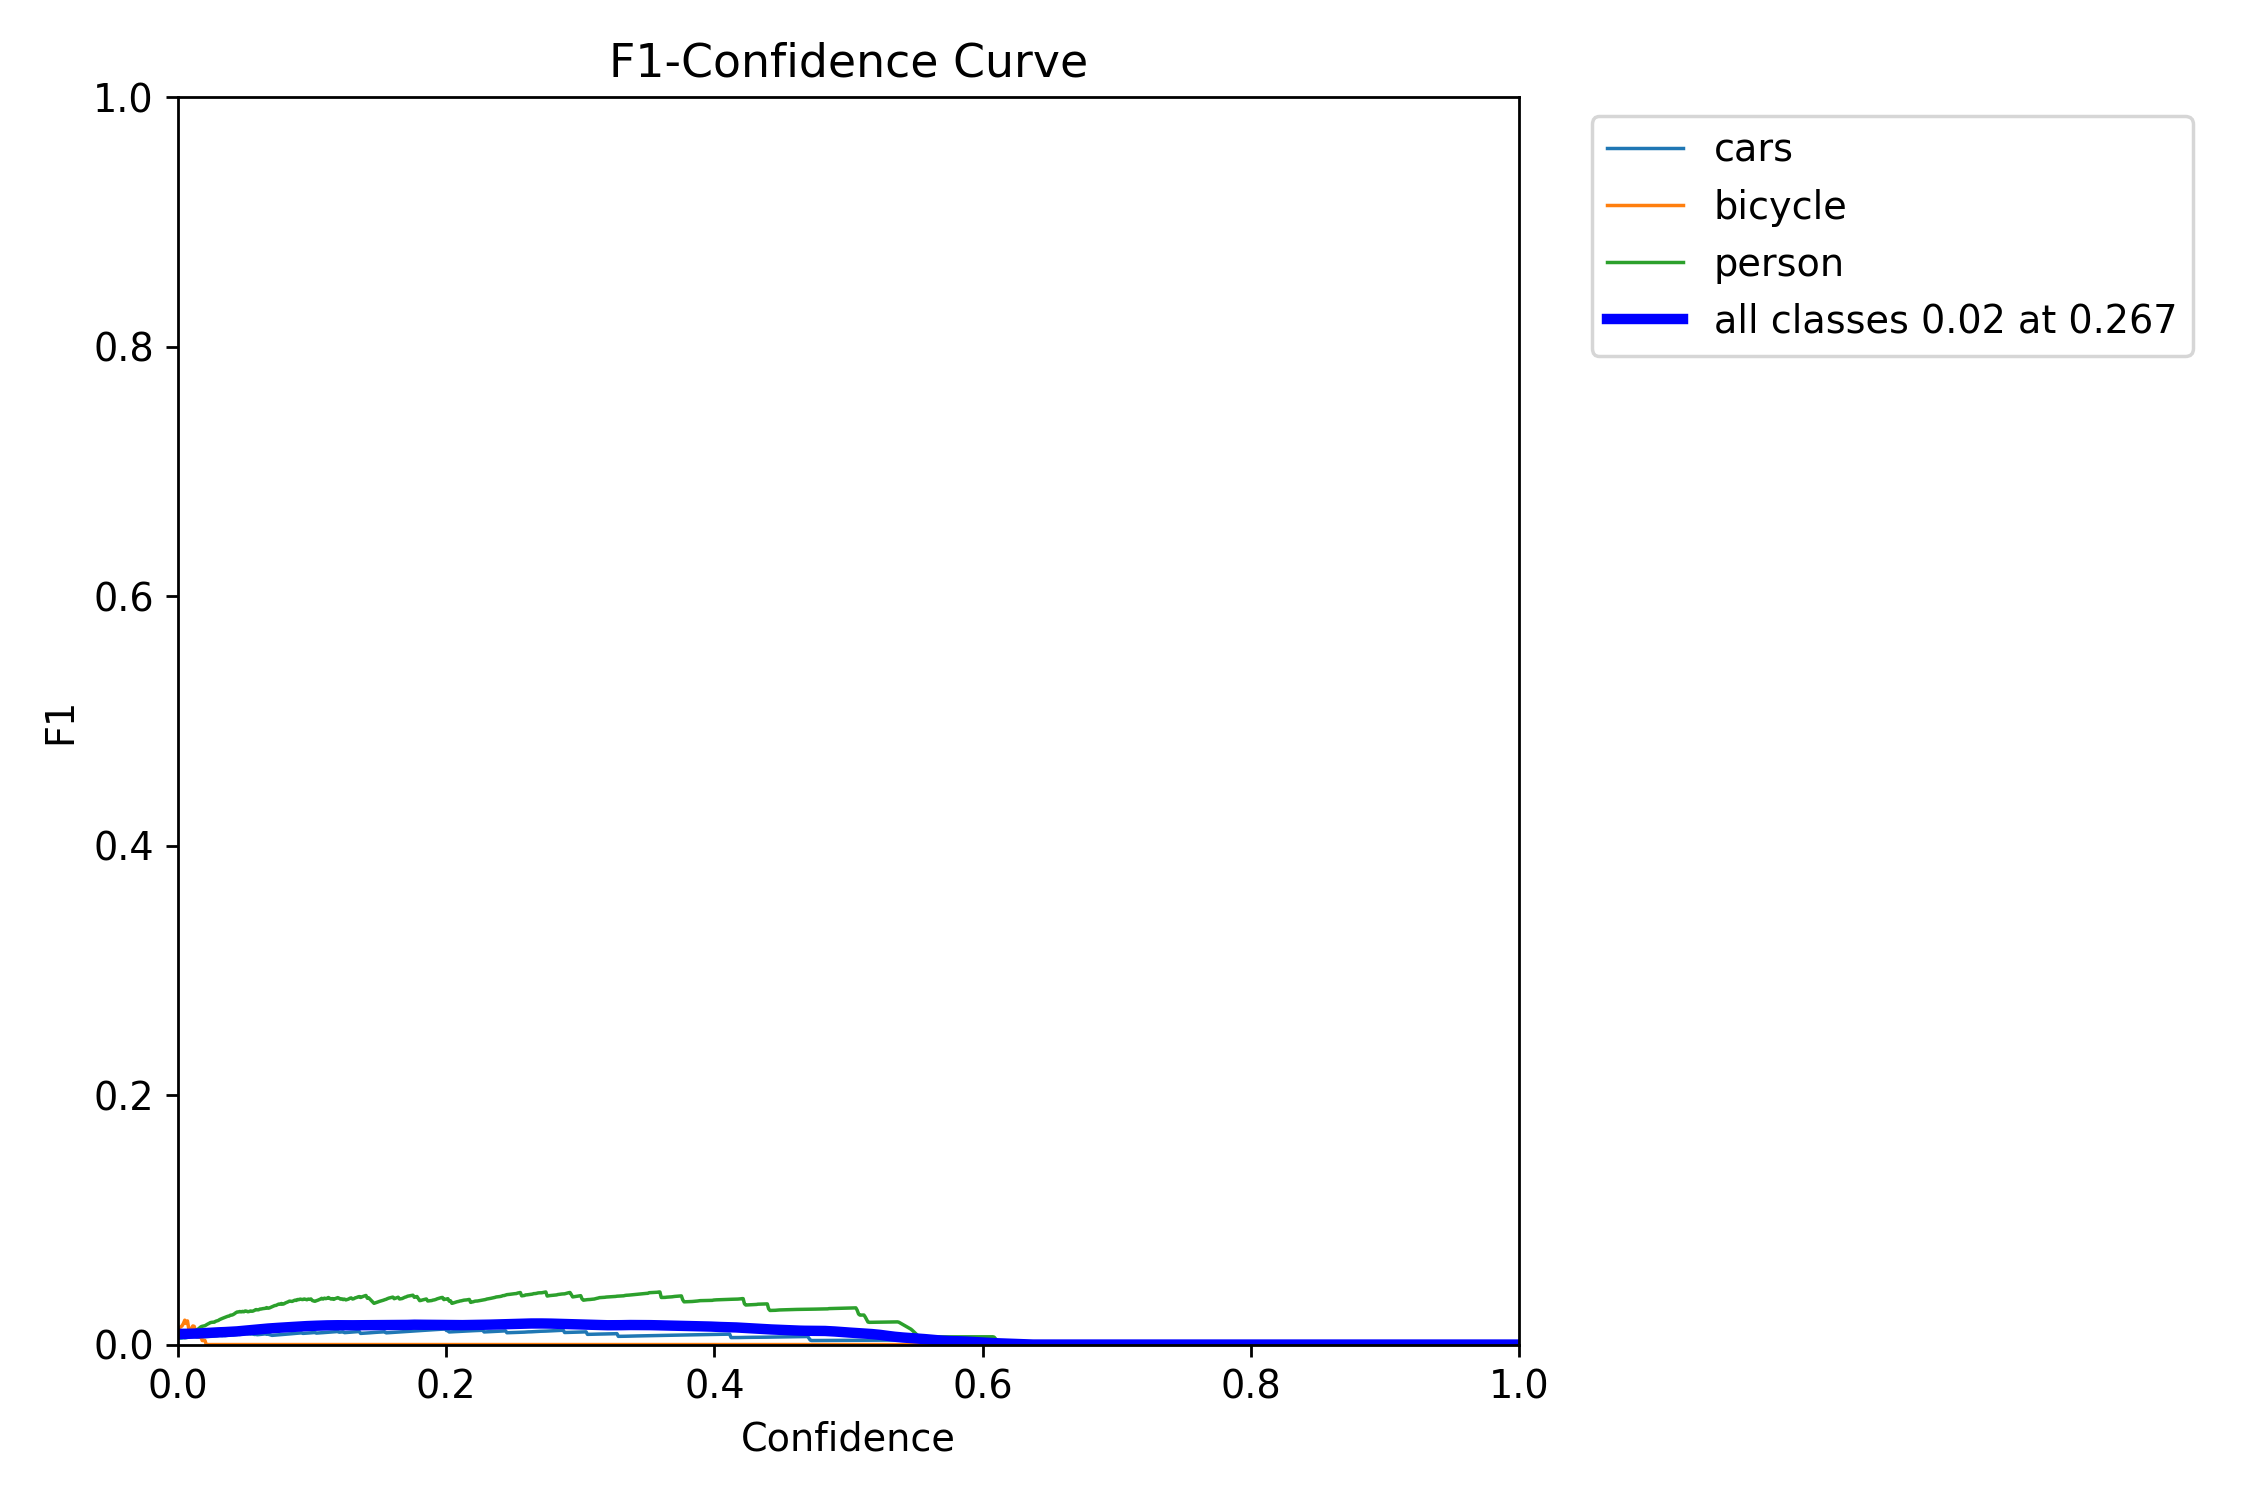 F1-Confidence Curve
1.0
0.8
0.6
0.4
0.2
0.0
F1
0.0 0.2 0.4 0.6 0.8 1.0
Confidence
cars
bicycle
person
all classes 0.02 at 0.267